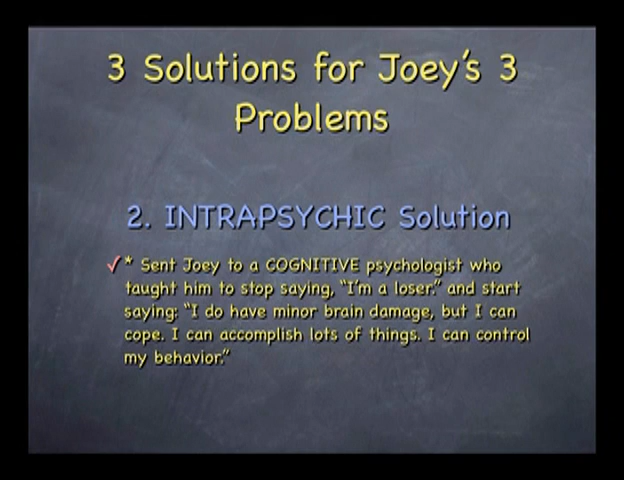 3 Solutions for Joey's 3
Problems
2. INTRAPSYCHIC Solution
✓ * Sent Joey to a COGNITIVE psychologist who
taught him to stop saying, "I'm a loser." and start
saying: "I do have minor brain damage, but I can
cope. I can accomplish lots of things. I can control
my behavior."